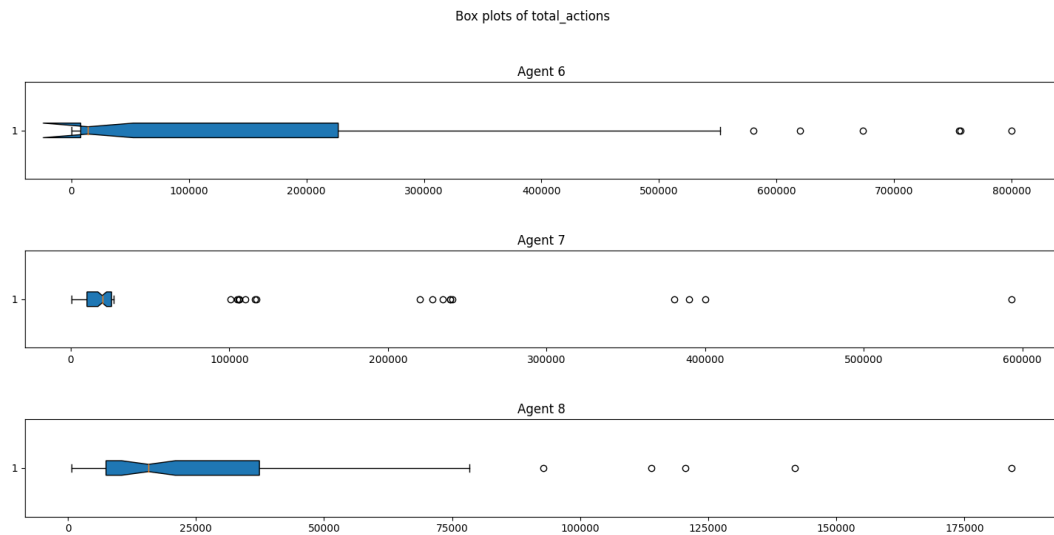 Box plots of total_actions
Agent 6
1
0 100000 200000 300000 400000 500000 600000 700000 800000
Agent 7
1
0 100000 200000 300000 400000 500000 600000
Agent 8
1
0 25000 50000 75000 100000 125000 150000 175000